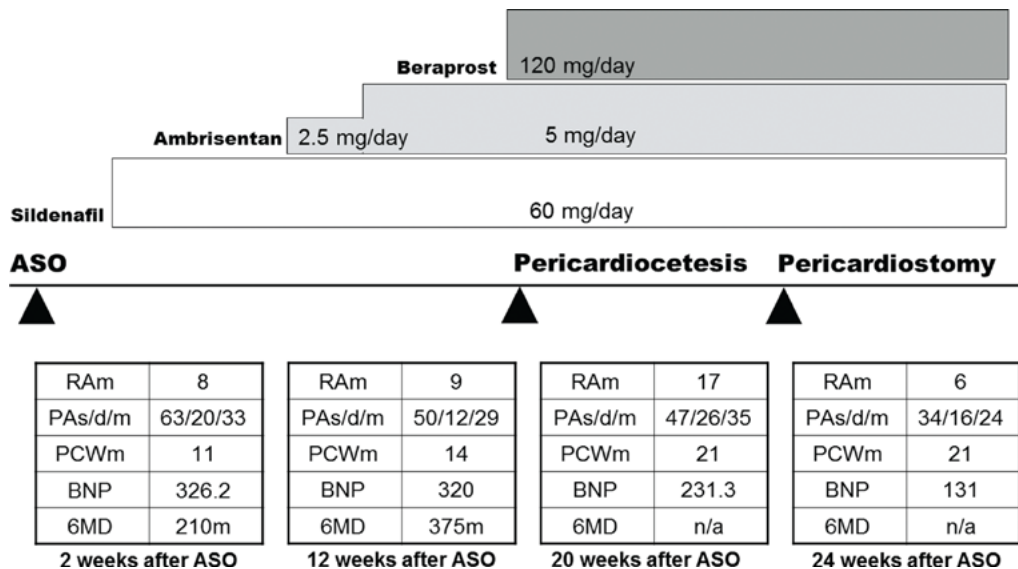 Beraprost 120 mg/day
Ambrisentan 2.5 mg/day 5 mg/day
Sildenafil 60 mg/day
ASO Pericardiocetesis Pericardiostomy
RAm 8
PAs/d/m 63/20/33
PCWm 11
BNP 326.2
6MD 210m
2 weeks after ASO
RAm 9
PAs/d/m 50/12/29
PCWm 14
BNP 320
6MD 375m
12 weeks after ASO
RAm 17
PAs/d/m 47/26/35
PCWm 21
BNP 231.3
6MD n/a
20 weeks after ASO
RAm 6
PAs/d/m 34/16/24
PCWm 21
BNP 131
6MD n/a
24 weeks after ASO